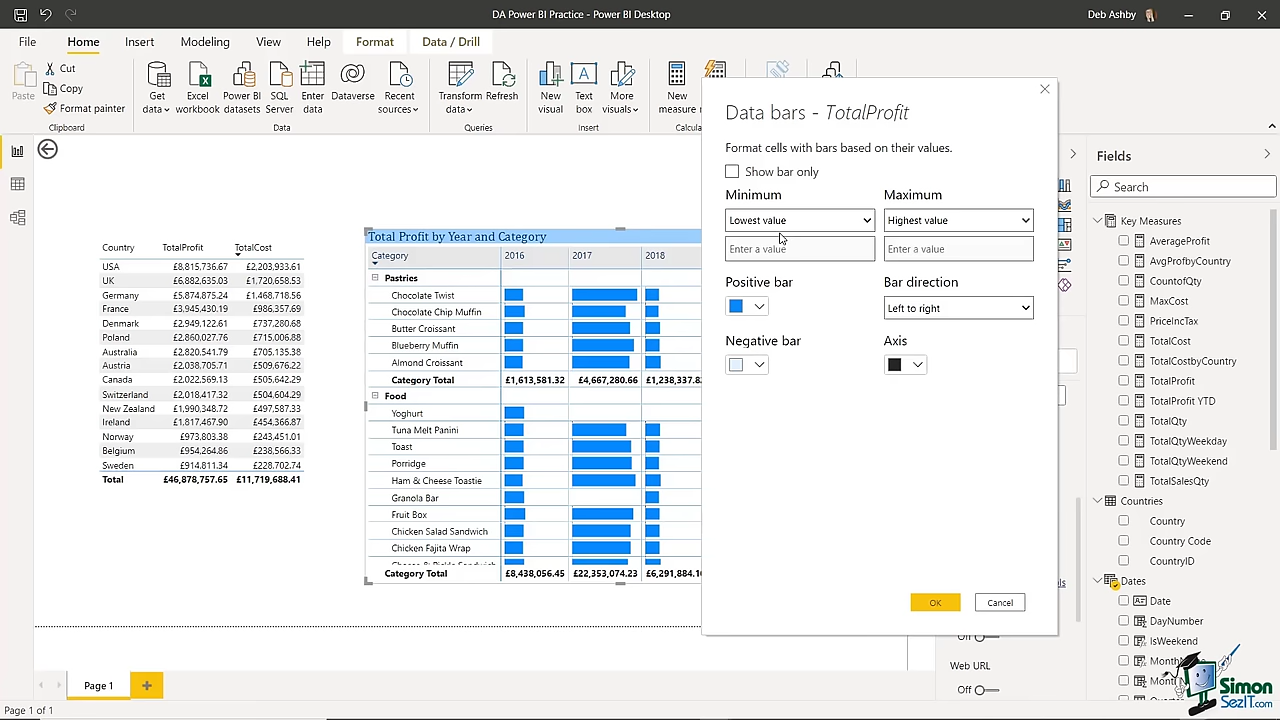 DA Power BI Practice - Power BI Desktop
Deb Ashby
File Home Insert Modeling View Help Format Data / Drill
Paste
Cut
Copy
Format painter
Clipboard
Get data
Excel workbook
Power BI datasets
SQL Server
Enter data
Dataverse
Recent sources
Data
Transform data
Refresh
Queries
New visual
Text box
More visuals
Insert
New measure
Calcula
Data bars - TotalProfit
Format cells with bars based on their values.
Show bar only
Minimum Maximum
Lowest value Highest value
Enter a value Enter a value
Positive bar Bar direction
Left to right
Negative bar Axis
OK Cancel
Country TotalProfit TotalCost
USA £8,815,736.67 £2,203,933.61
UK £6,882,635.03 £1,720,658.53
Germany £5,874,875.24 £1,468,718.56
France £3,945,430.19 £986,357.69
Denmark £2,949,122.61 £737,280.68
Poland £2,860,027.76 £715,006.88
Australia £2,820,541.79 £705,135.38
Austria £2,038,705.71 £509,676.22
Canada £2,022,569.13 £505,642.29
Switzerland £2,018,417.32 £504,604.29
New Zealand £1,990,348.72 £497,587.33
Ireland £1,817,467.90 £454,366.87
Norway £973,803.38 £243,451.01
Belgium £954,264.86 £238,566.33
Sweden £914,811.34 £228,702.74
Total £46,878,757.65 £11,719,688.41
Total Profit by Year and Category
Category 2016 2017 2018
Pastries
Chocolate Twist
Chocolate Chip Muffin
Butter Croissant
Blueberry Muffin
Almond Croissant
Category Total £1,613,581.32 £4,667,280.66 £1,238,337.82
Food
Yoghurt
Tuna Melt Panini
Toast
Porridge
Ham & Cheese Toastie
Granola Bar
Fruit Box
Chicken Salad Sandwich
Chicken Fajita Wrap
Cheese & Pickle Sandwich
Category Total £8,438,056.45 £22,353,074.23 £6,291,884.1
Off
Web URL
Off
Fields
Search
Key Measures
AverageProfit
AvgProfbyCountry
CountofQty
MaxCost
PriceIncTax
TotalCost
TotalCostbyCountry
TotalProfit
TotalProfit YTD
TotalQty
TotalQtyWeekday
TotalQtyWeekend
TotalSalesQty
Countries
Country
Country Code
CountryID
Dates
Date
DayNumber
IsWeekend
Month
Mont
Page 1
Page 1 of 1
Simon
SezIT.com